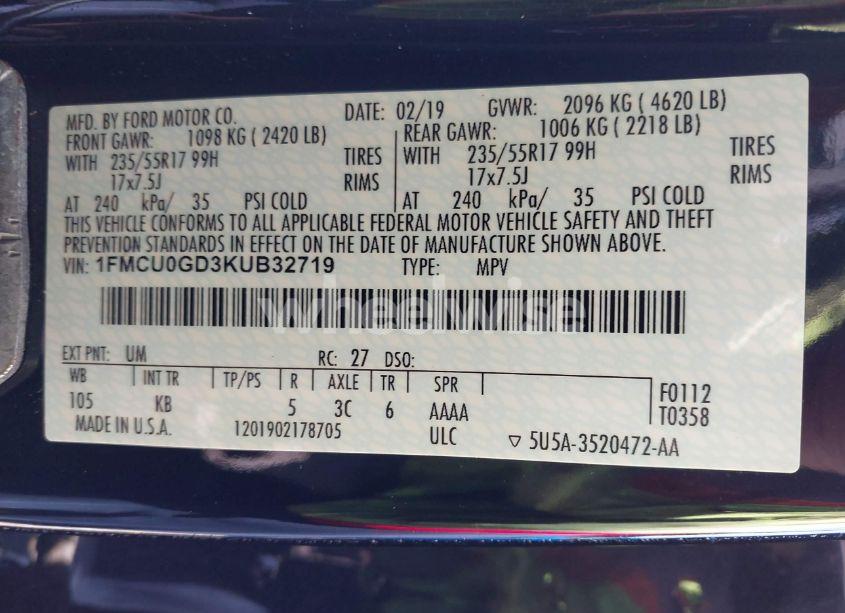 MFD. BY FORD MOTOR CO. DATE: 02/19 GVWR: 2096 KG ( 4620 LB)
FRONT GAWR: 1098 KG ( 2420 LB) REAR GAWR: 1006 KG ( 2218 LB)
WITH 235/55R17 99H TIRES WITH 235/55R17 99H TIRES
17x7.5J RIMS 17x7.5J RIMS
AT 240 kPa/ 35 PSI COLD AT 240 kPa/ 35 PSI COLD
THIS VEHICLE CONFORMS TO ALL APPLICABLE FEDERAL MOTOR VEHICLE SAFETY AND THEFT
PREVENTION STANDARDS IN EFFECT ON THE DATE OF MANUFACTURE SHOWN ABOVE.
VIN: 1FMCU0GD3KUB32719 TYPE: MPV
wheelwise
EXT PNT: UM RC: 27 DSO:
WB INT TR TP/PS R AXLE TR SPR F0112
105 KB 5 3C 6 AAAA T0358
MADE IN U.S.A. 1201902178705 ULC ▽ 5U5A-3520472-AA